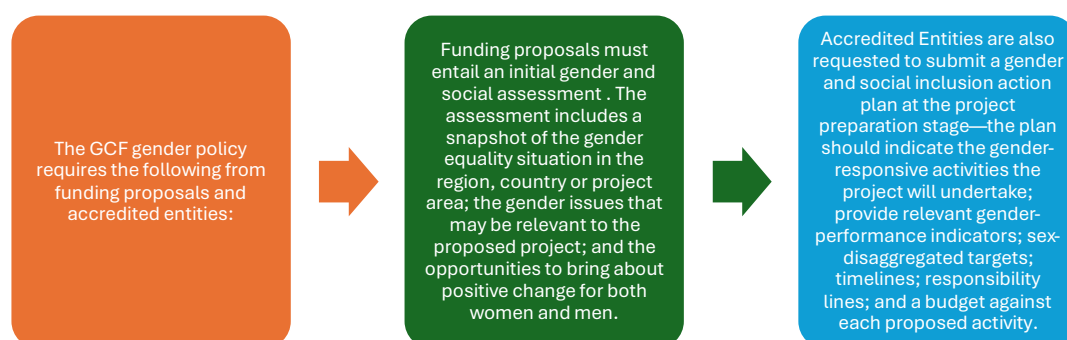 The GCF gender policy
requires the following from
funding proposals and
accredited entities:
Funding proposals must
entail an initial gender and
social assessment . The
assessment includes a
snapshot of the gender
equality situation in the
region, country or project
area; the gender issues that
may be relevant to the
proposed project; and the
opportunities to bring about
positive change for both
women and men.
Accredited Entities are also
requested to submit a gender
and social inclusion action
plan at the project
preparation stage—the plan
should indicate the gender-
responsive activities the
project will undertake;
provide relevant gender-
performance indicators; sex-
disaggregated targets;
timelines; responsibility
lines; and a budget against
each proposed activity.